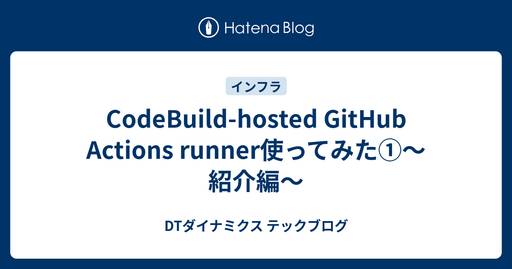 Hatena Blog
インフラ
CodeBuild-hosted GitHub
Actions runner使ってみた①〜
紹介編〜
DTダイナミクス テックブログ